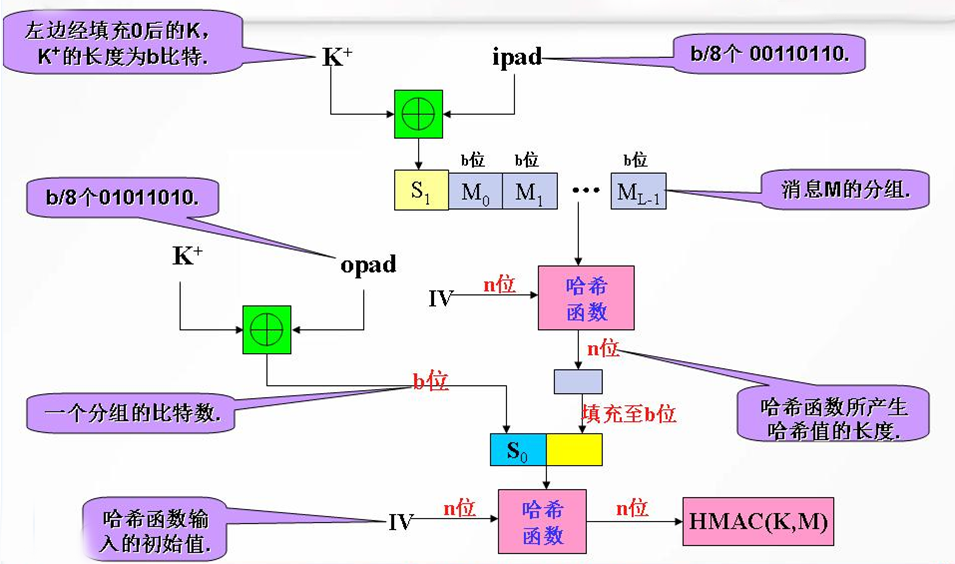 左边经填充0后的K，
K⁺的长度为b比特.
K⁺
ipad
b/8个 00110110.
b位
b位
b位
S₁
M₀
M₁
...
M_L-1
消息M的分组.
b/8个01011010.
K⁺
opad
IV
n位
哈希
函数
n位
b位
一个分组的比特数.
填充至b位
哈希函数所产生
哈希值的长度.
S₀
哈希函数输
入的初始值.
IV
n位
哈希
函数
n位
HMAC(K,M)